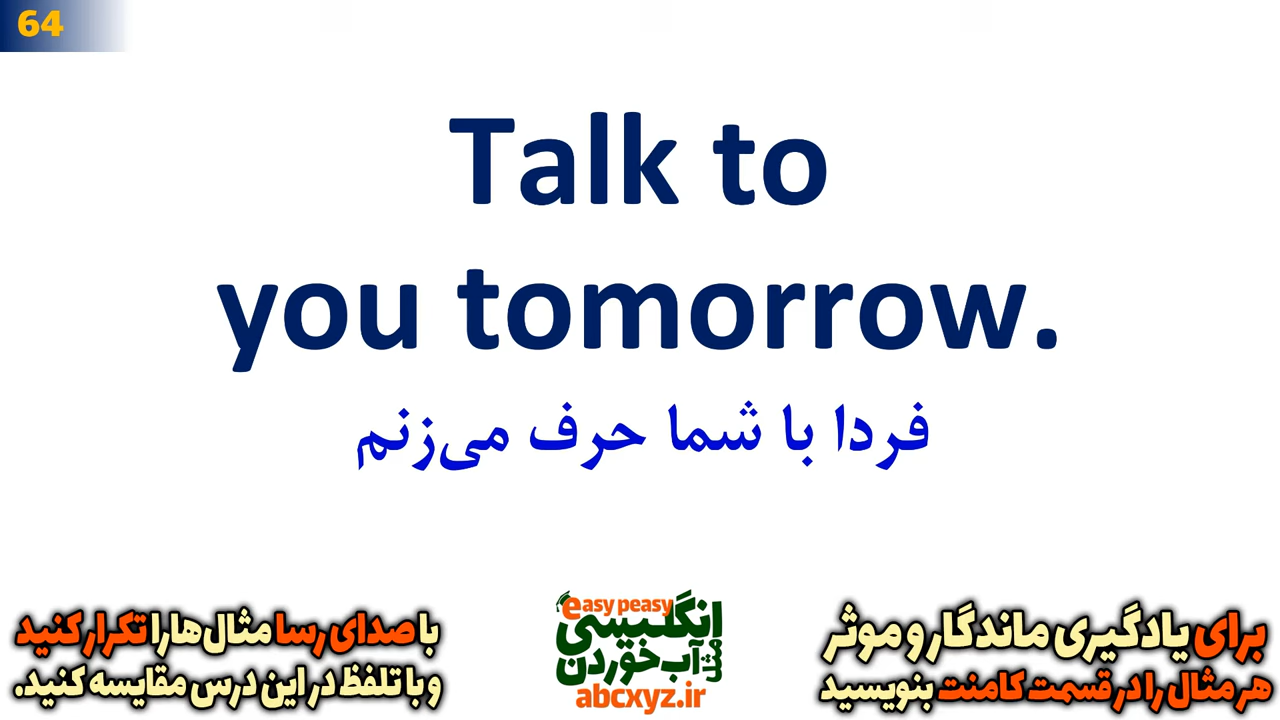 64
Talk to
you tomorrow.
فردا با شما حرف می‌زنم
برای یادگیری ماندگار و موثر
هر مثال را در قسمت کامنت بنویسید
easy peasy
انگلیسی
مثل آب خوردن
abcxyz.ir
با صدای رسا مثال‌ها را تکرار کنید
و با تلفظ در این درس مقایسه کنید.